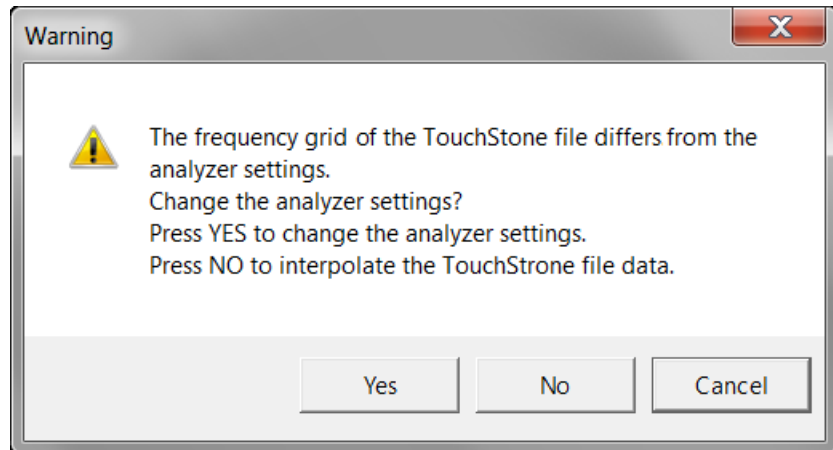 Warning
The frequency grid of the TouchStone file differs from the
analyzer settings.
Change the analyzer settings?
Press YES to change the analyzer settings.
Press NO to interpolate the TouchStrone file data.
Yes
No
Cancel